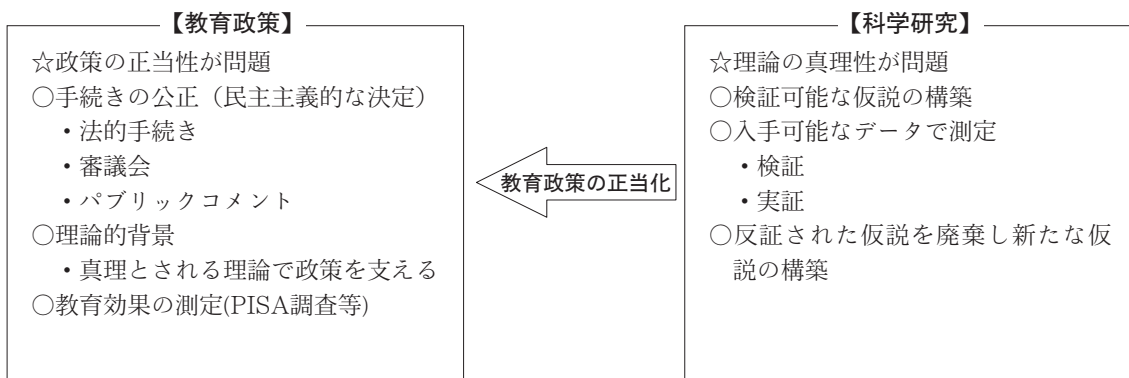 【教育政策】
☆政策の正当性が問題
○手続きの公正（民主主義的な決定）
・法的手続き
・審議会
・パブリックコメント
○理論的背景
・真理とされる理論で政策を支える
○教育効果の測定(PISA調査等)
教育政策の正当化
【科学研究】
☆理論の真理性が問題
○検証可能な仮説の構築
○入手可能なデータで測定
・検証
・実証
○反証された仮説を廃棄し新たな仮
説の構築